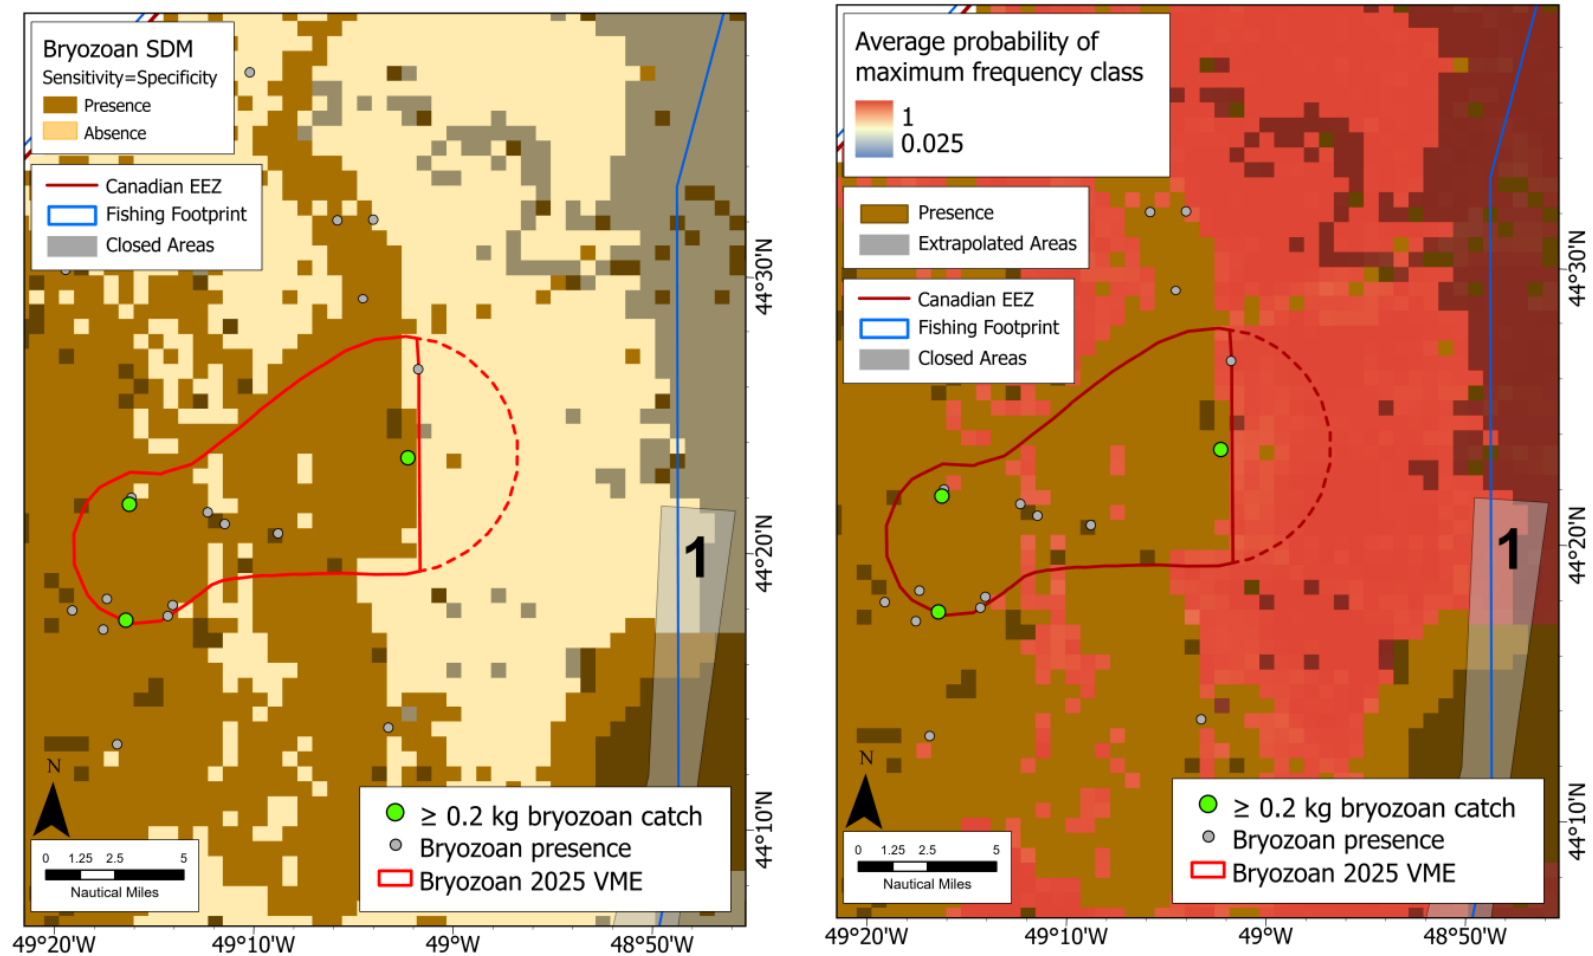 Bryozoan SDM
Sensitivity=Specificity
Presence
Absence
Canadian EEZ
Fishing Footprint
Closed Areas
1
N
0 1.25 2.5 5
Nautical Miles
≥ 0.2 kg bryozoan catch
Bryozoan presence
Bryozoan 2025 VME
44°30'N
44°20'N
44°10'N
49°20'W 49°10'W 49°W 48°50'W
Average probability of
maximum frequency class
1
0.025
Presence
Extrapolated Areas
Canadian EEZ
Fishing Footprint
Closed Areas
1
N
0 1.25 2.5 5
Nautical Miles
≥ 0.2 kg bryozoan catch
Bryozoan presence
Bryozoan 2025 VME
44°30'N
44°20'N
44°10'N
49°20'W 49°10'W 49°W 48°50'W